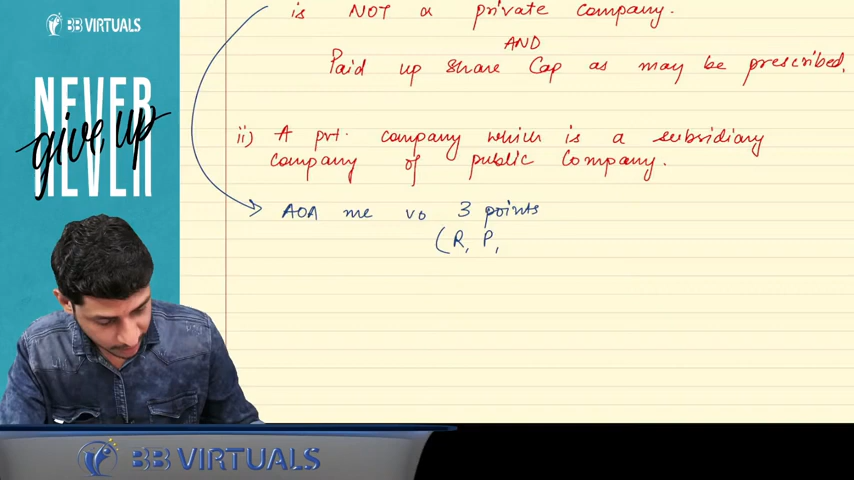 BB VIRTUALS
NEVER
give up
NEVER
is NOT a private company.
AND
Paid up share Cap as may be prescribed.
ii) A pvt. company which is a subsidiary
company of public Company.
AOA me vo 3 points
(R, P,
BB VIRTUALS